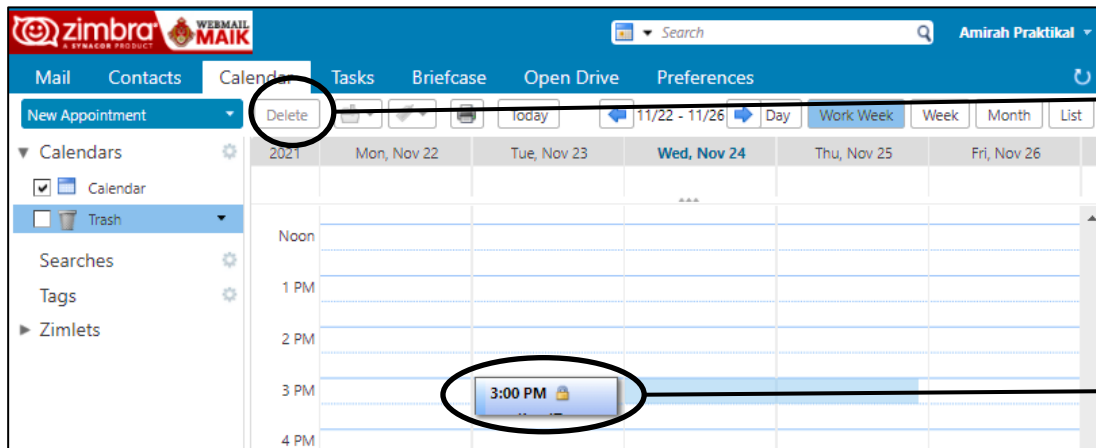 zimbra
A SYNACOR PRODUCT
WEBMAIL
MAIK
Search
Amirah Praktikal
Mail Contacts Calendar Tasks Briefcase Open Drive Preferences
New Appointment Delete Today 11/22 - 11/26 Day Work Week Week Month List
Calendars 2021 Mon, Nov 22 Tue, Nov 23 Wed, Nov 24 Thu, Nov 25 Fri, Nov 26
Calendar
Trash
Noon
Searches
1 PM
Tags
Zimlets
2 PM
3 PM 3:00 PM
4 PM